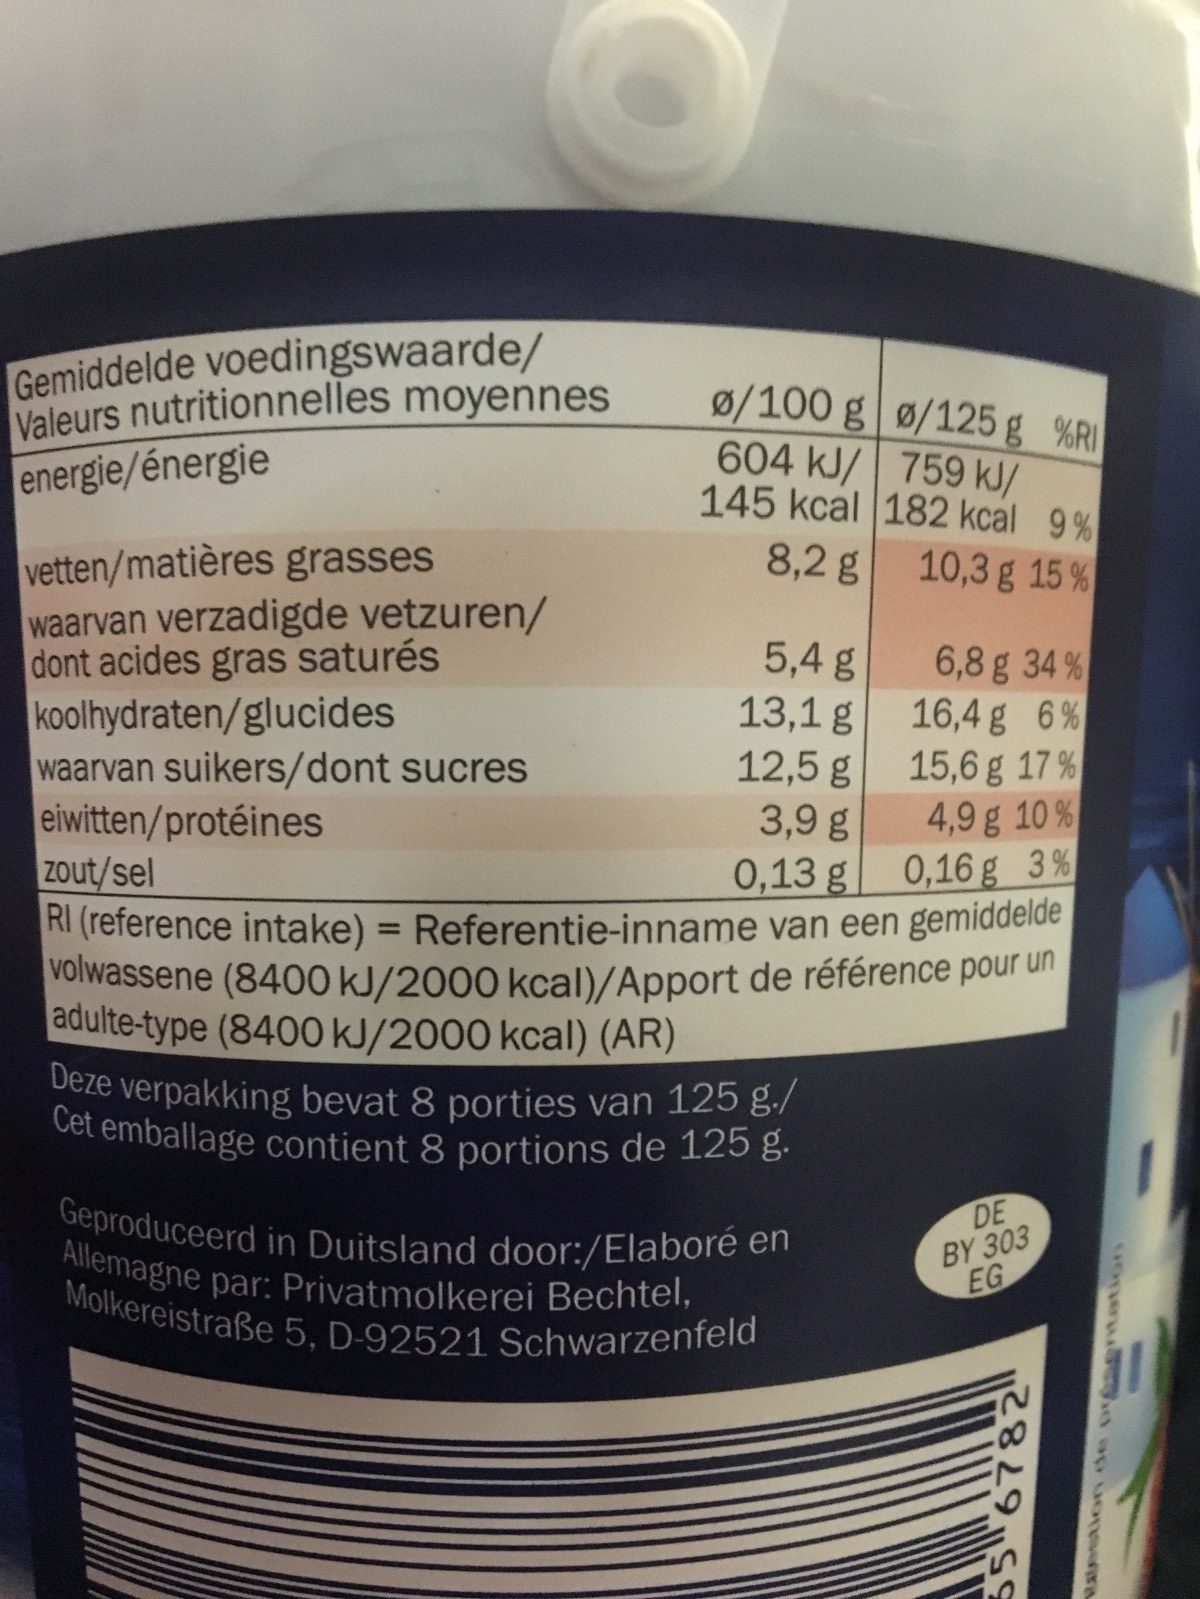 Gemiddelde voedingswaarde/
Valeurs nutritionnelles moyennes ø/100 g ø/125 g %RI
energie/énergie 604 kJ/ 759 kJ/
145 kcal 182 kcal 9 %
vetten/matières grasses 8,2 g 10,3 g 15 %
waarvan verzadigde vetzuren/
dont acides gras saturés 5,4 g 6,8 g 34 %
koolhydraten/glucides 13,1 g 16,4 g 6 %
waarvan suikers/dont sucres 12,5 g 15,6 g 17 %
eiwitten/protéines 3,9 g 4,9 g 10 %
zout/sel 0,13 g 0,16 g 3 %
RI (reference intake) = Referentie-inname van een gemiddelde
volwassene (8400 kJ/2000 kcal)/Apport de référence pour un
adulte-type (8400 kJ/2000 kcal) (AR)
Deze verpakking bevat 8 porties van 125 g./
Cet emballage contient 8 portions de 125 g.
Geproduceerd in Duitsland door:/Elaboré en
Allemagne par: Privatmolkerei Bechtel,
Molkereistraße 5, D-92521 Schwarzenfeld
DE
BY 303
EG
65 6782
de présentation